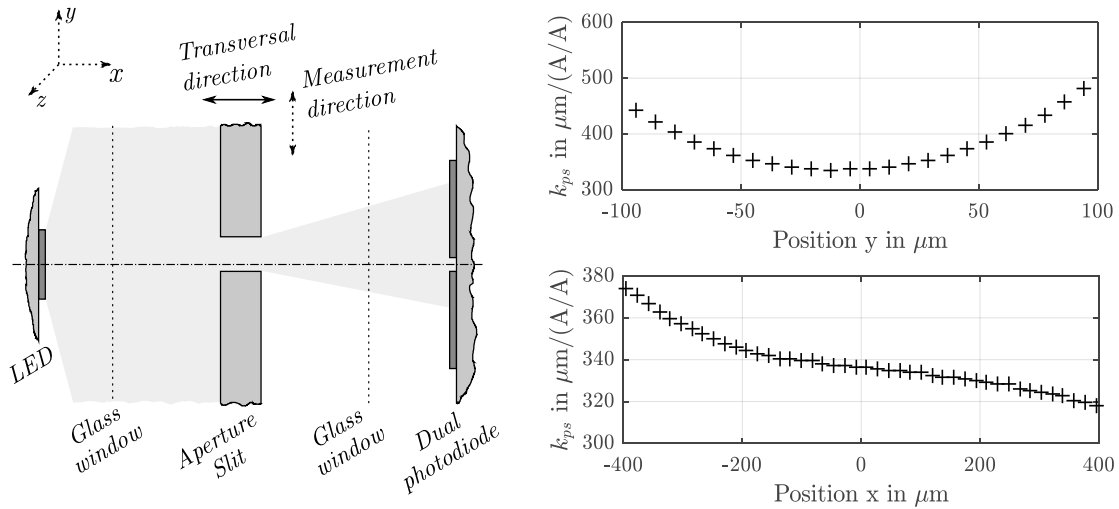 y
x
z
Transversal
direction
Measurement
direction
LED
Glass
window
Aperture
Slit
Glass
window
Dual
photodiode
600
500
400
300
k_ps in μm/(A/A)
-100
-50
0
50
100
Position y in μm
380
360
340
320
300
k_ps in μm/(A/A)
-400
-200
0
200
400
Position x in μm